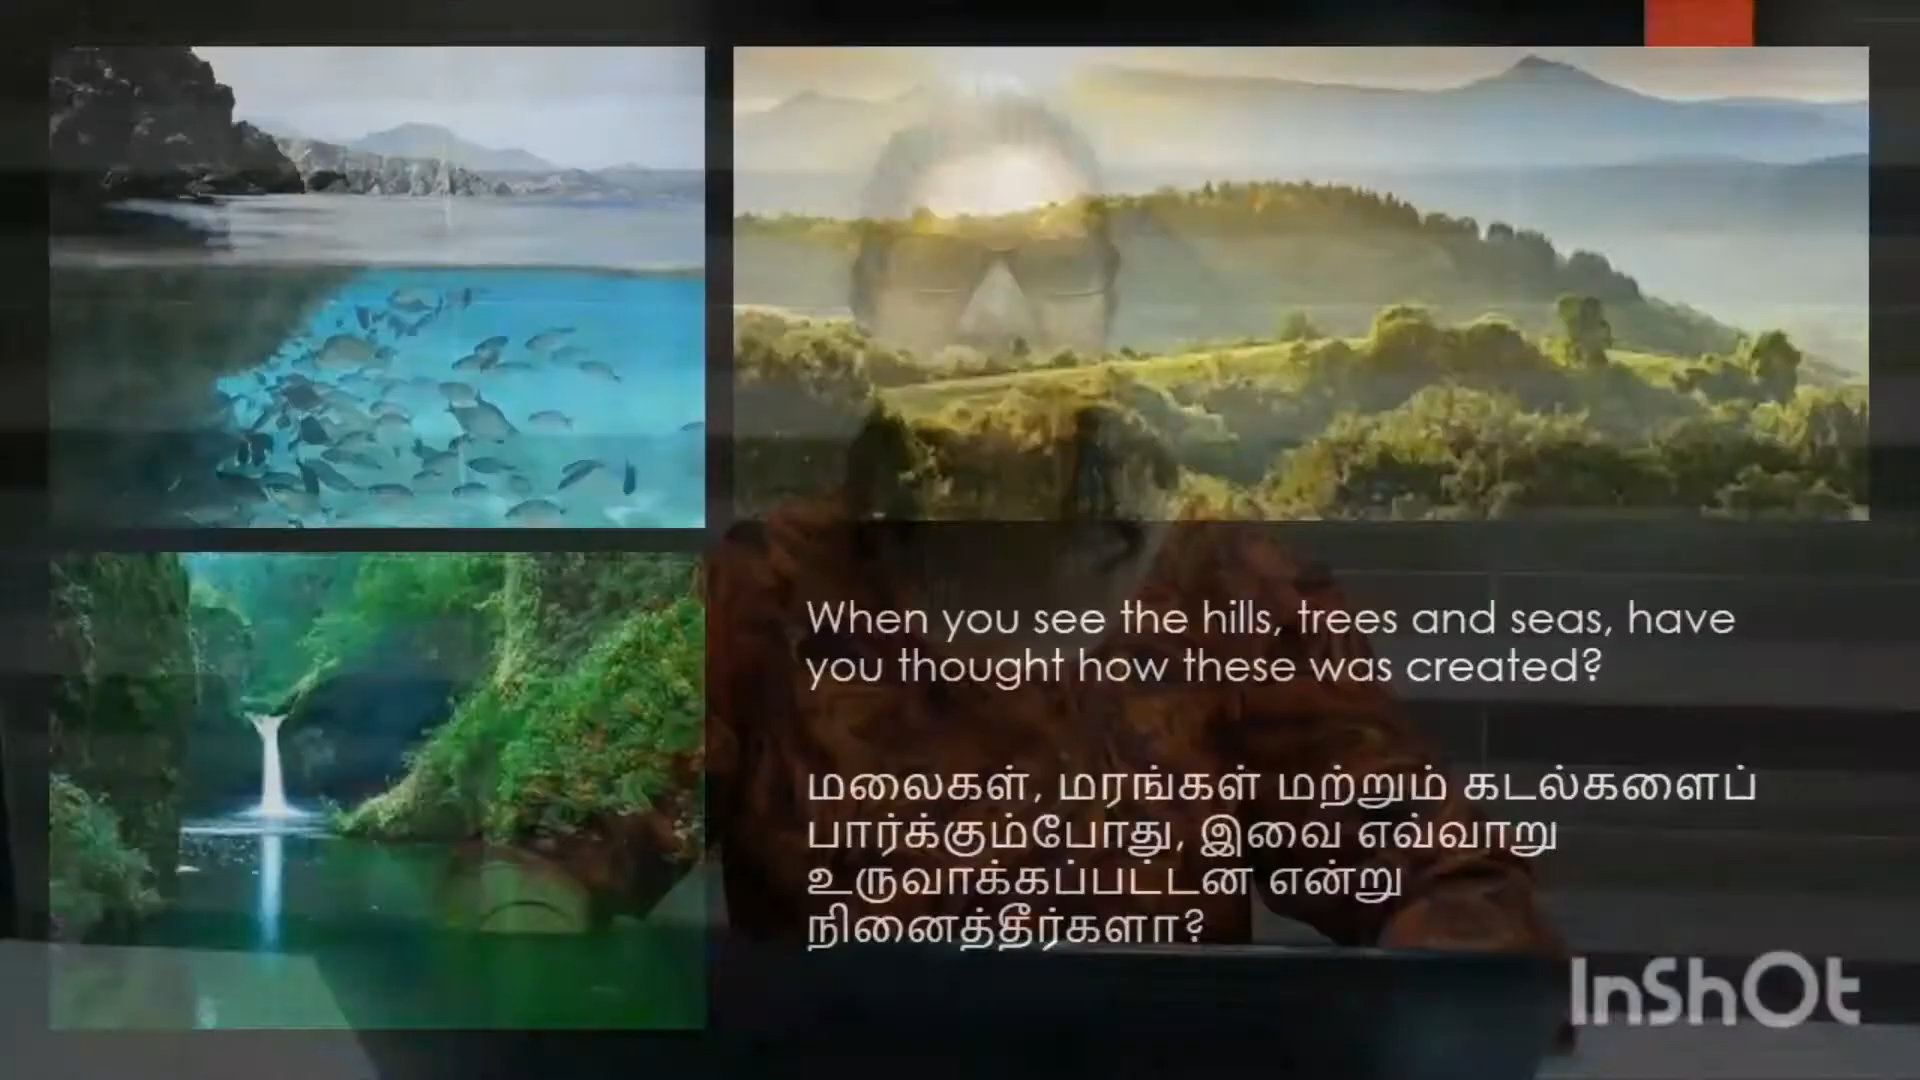 When you see the hills, trees and seas, have
you thought how these was created?
மலைகள், மரங்கள் மற்றும் கடல்களைப்
பார்க்கும்போது, இவை எவ்வாறு
உருவாக்கப்பட்டன என்று
நினைத்தீர்களா?
InShOt